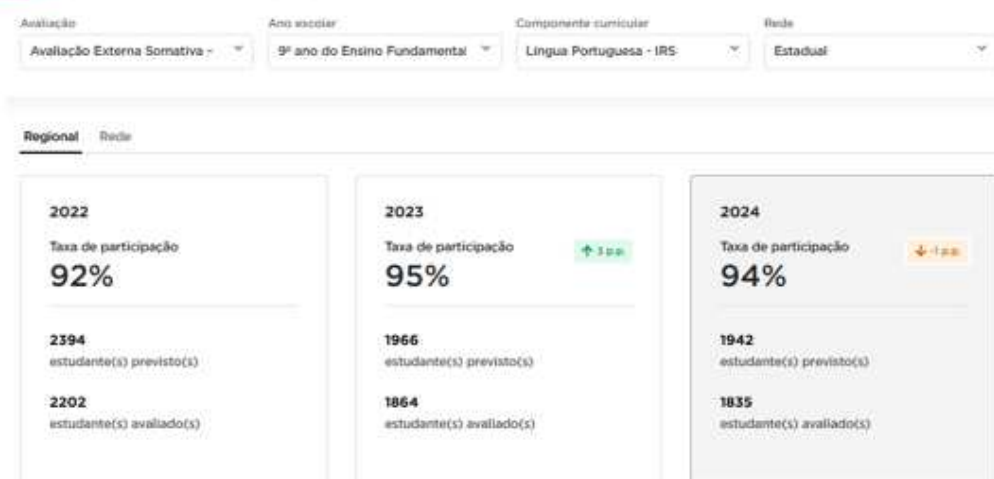 Avaliação Ano escolar Componente curricular Rede
Avaliação Externa Somativa - 9º ano do Ensino Fundamental Língua Portuguesa - IRS Estadual
Regional Rede
2022 2023 2024
Taxa de participação Taxa de participação ↑ 3 p.p. Taxa de participação ↓ -1 p.p.
92% 95% 94%
2394 1966 1942
estudante(s) previsto(s) estudante(s) previsto(s) estudante(s) previsto(s)
2202 1864 1835
estudante(s) avaliado(s) estudante(s) avaliado(s) estudante(s) avaliado(s)